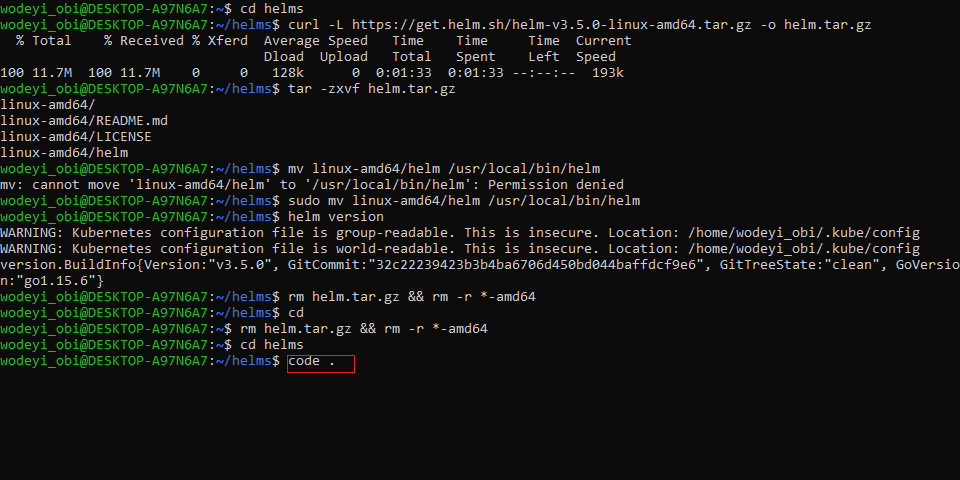 wodeyi_obi@DESKTOP-A97N6A7:~$ cd helms
wodeyi_obi@DESKTOP-A97N6A7:~/helms$ curl -L https://get.helm.sh/helm-v3.5.0-linux-amd64.tar.gz -o helm.tar.gz
  % Total    % Received % Xferd  Average Speed   Time    Time     Time  Current
                                 Dload  Upload   Total   Spent    Left  Speed
100 11.7M  100 11.7M    0     0   128k      0  0:01:33  0:01:33 --:--:--  193k
wodeyi_obi@DESKTOP-A97N6A7:~/helms$ tar -zxvf helm.tar.gz
linux-amd64/
linux-amd64/README.md
linux-amd64/LICENSE
linux-amd64/helm
wodeyi_obi@DESKTOP-A97N6A7:~/helms$ mv linux-amd64/helm /usr/local/bin/helm
mv: cannot move 'linux-amd64/helm' to '/usr/local/bin/helm': Permission denied
wodeyi_obi@DESKTOP-A97N6A7:~/helms$ sudo mv linux-amd64/helm /usr/local/bin/helm
wodeyi_obi@DESKTOP-A97N6A7:~/helms$ helm version
WARNING: Kubernetes configuration file is group-readable. This is insecure. Location: /home/wodeyi_obi/.kube/config
WARNING: Kubernetes configuration file is world-readable. This is insecure. Location: /home/wodeyi_obi/.kube/config
version.BuildInfo{Version:"v3.5.0", GitCommit:"32c22239423b3b4ba6706d450bd044baffdcf9e6", GitTreeState:"clean", GoVersio
n:"go1.15.6"}
wodeyi_obi@DESKTOP-A97N6A7:~/helms$ rm helm.tar.gz && rm -r *-amd64
wodeyi_obi@DESKTOP-A97N6A7:~/helms$ cd
wodeyi_obi@DESKTOP-A97N6A7:~$ rm helm.tar.gz && rm -r *-amd64
wodeyi_obi@DESKTOP-A97N6A7:~$ cd helms
wodeyi_obi@DESKTOP-A97N6A7:~/helms$ code .